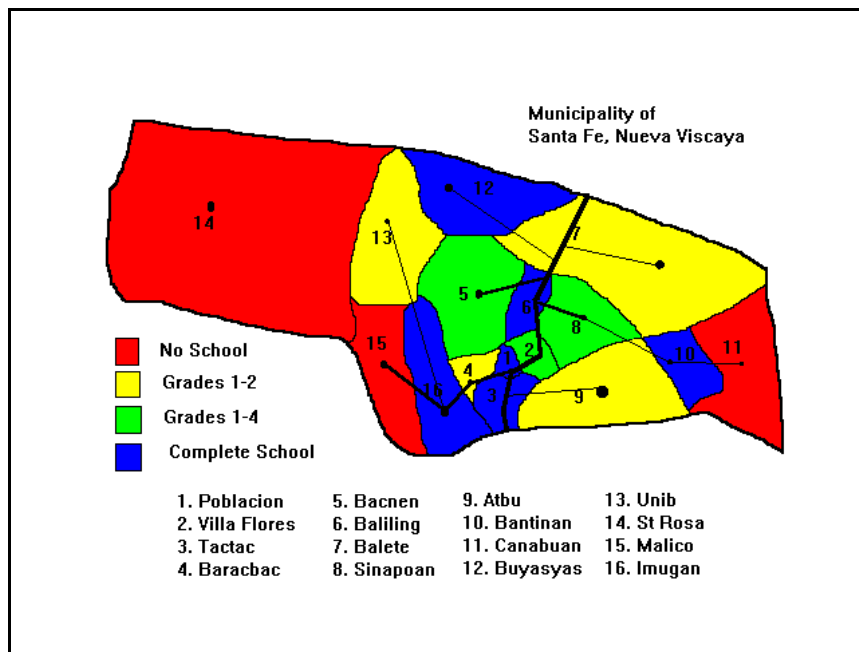 Municipality of
Santa Fe, Nueva Viscaya
12
7
14
13
5
6
8
15
2
1
10
11
4
16
3
9
No School
Grades 1-2
Grades 1-4
Complete School
1. Poblacion 5. Bacnen 9. Atbu 13. Unib
2. Villa Flores 6. Baliling 10. Bantinan 14. St Rosa
3. Tactac 7. Balete 11. Canabuan 15. Malico
4. Baracbac 8. Sinapoan 12. Buyasyas 16. Imugan